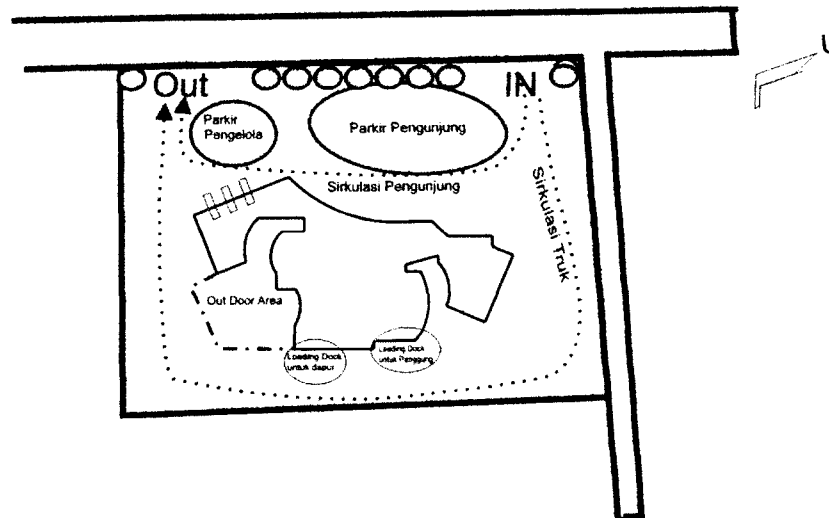 U
Out
IN
Parkir
Pengelola
Parkir Pengunjung
Sirkulasi Pengunjung
Sirkulasi Truk
Out Door Area
Loading Dock
untuk dapur
Loading Dock
untuk Panggung